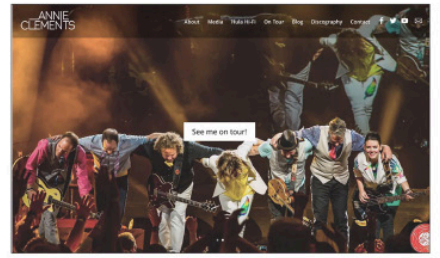 ANNIE
CLEMENTS
About Media Hula Hi-Fi On Tour Blog Discography Contact
See me on tour!